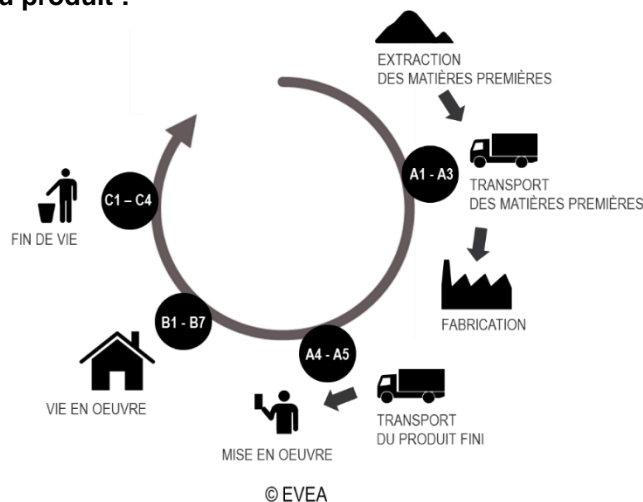 u produit :
EXTRACTION
DES MATIÈRES PREMIÈRES
A1 - A3
TRANSPORT
DES MATIÈRES PREMIÈRES
FABRICATION
A4 - A5
TRANSPORT
DU PRODUIT FINI
MISE EN OEUVRE
B1 - B7
VIE EN OEUVRE
C1 – C4
FIN DE VIE
© EVEA